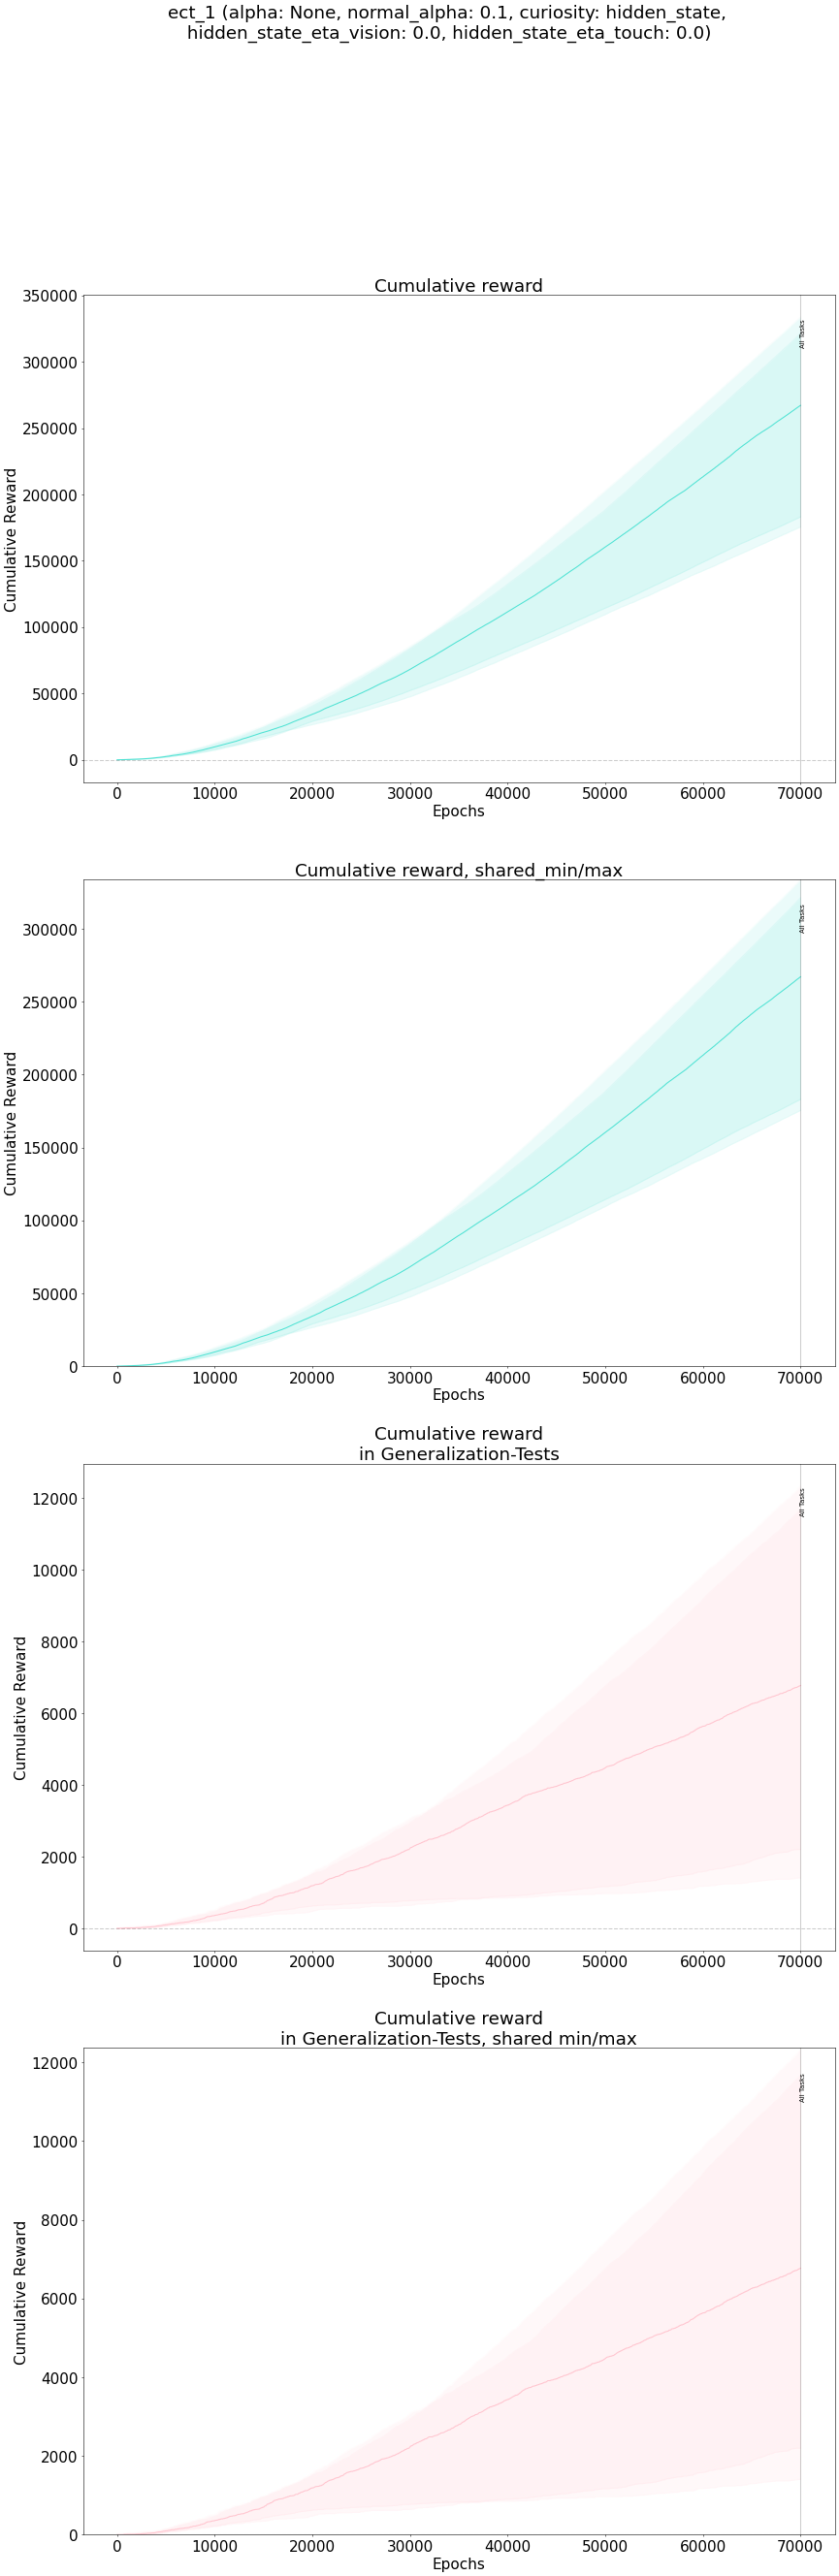 ect_1 (alpha: None, normal_alpha: 0.1, curiosity: hidden_state,
hidden_state_eta_vision: 0.0, hidden_state_eta_touch: 0.0)
Cumulative reward
350000
300000
250000
200000
150000
100000
50000
0
Cumulative Reward
All Tasks
0 10000 20000 30000 40000 50000 60000 70000
Epochs
Cumulative reward, shared_min/max
300000
250000
200000
150000
100000
50000
0
Cumulative Reward
All Tasks
0 10000 20000 30000 40000 50000 60000 70000
Epochs
Cumulative reward
in Generalization-Tests
12000
10000
8000
6000
4000
2000
0
Cumulative Reward
All Tasks
0 10000 20000 30000 40000 50000 60000 70000
Epochs
Cumulative reward
in Generalization-Tests, shared min/max
12000
10000
8000
6000
4000
2000
0
Cumulative Reward
All Tasks
0 10000 20000 30000 40000 50000 60000 70000
Epochs